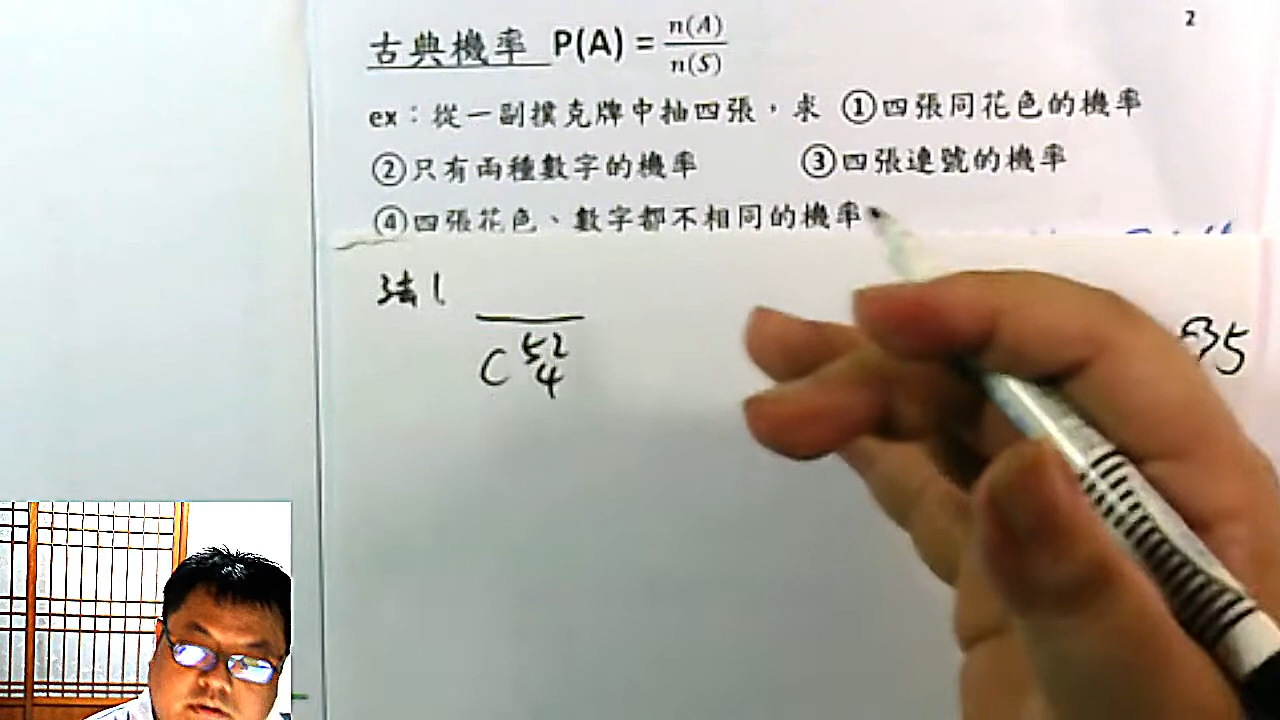 2
古典機率 P(A) = n(A)/n(S)
ex：從一副撲克牌中抽四張，求 ①四張同花色的機率
②只有兩種數字的機率 ③四張連號的機率
④四張花色、數字都不相同的機率
法1
C 52 4
35